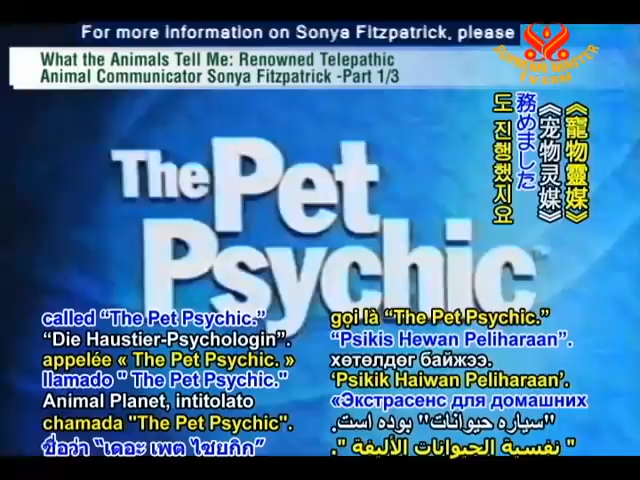 For more information on Sonya Fitzpatrick, please
What the Animals Tell Me: Renowned Telepathic
Animal Communicator Sonya Fitzpatrick -Part 1/3
SUPREME MASTER
TV.COM
The Pet
Psychic
《寵物靈媒》
《宠物灵媒》
務めました
도 진행했지요
called “The Pet Psychic.”
“Die Haustier-Psychologin”.
appelée « The Pet Psychic. »
llamado " The Pet Psychic."
Animal Planet, intitolato
chamada "The Pet Psychic".
ชื่อว่า “เดอะ เพต ไซยกิก”
gọi là “The Pet Psychic.”
“Psikis Hewan Peliharaan”.
хөтөлдөг байжээ.
‘Psikik Haiwan Peliharaan’.
«Экстрасенс для домашних
"سیاره حیوانات" بوده است.
" نفسية الحيوانات الأليفة ".